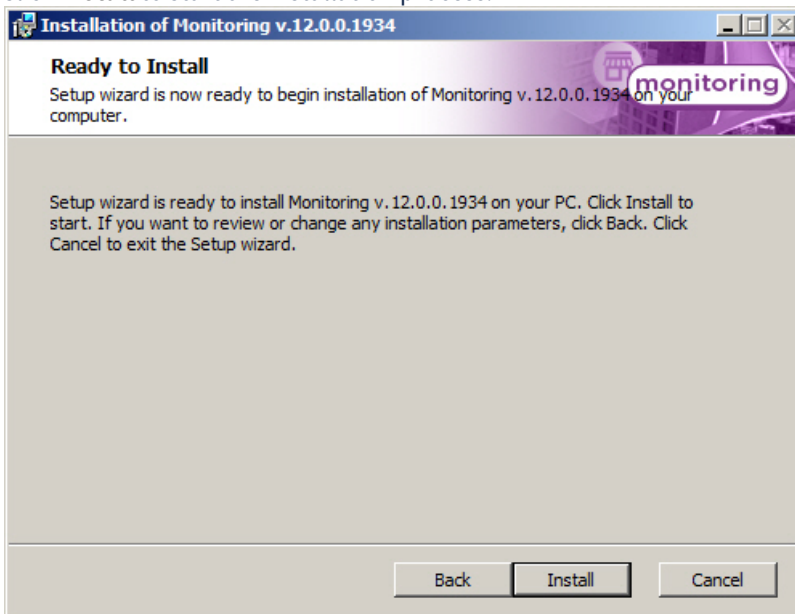 Installation of Monitoring v.12.0.0.1934
Ready to Install
monitoring
Setup wizard is now ready to begin installation of Monitoring v.12.0.0.1934 on your
computer.
Setup wizard is ready to install Monitoring v.12.0.0.1934 on your PC. Click Install to
start. If you want to review or change any installation parameters, click Back. Click
Cancel to exit the Setup wizard.
Back
Install
Cancel